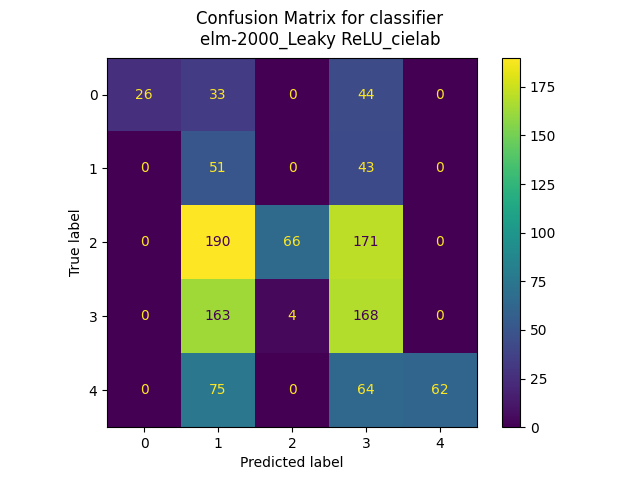 Confusion Matrix for classifier
elm-2000_Leaky ReLU_cielab
0 26 33 0 44 0
1 0 51 0 43 0
2 0 190 66 171 0
3 0 163 4 168 0
4 0 75 0 64 62
0 1 2 3 4
True label
Predicted label
175
150
125
100
75
50
25
0